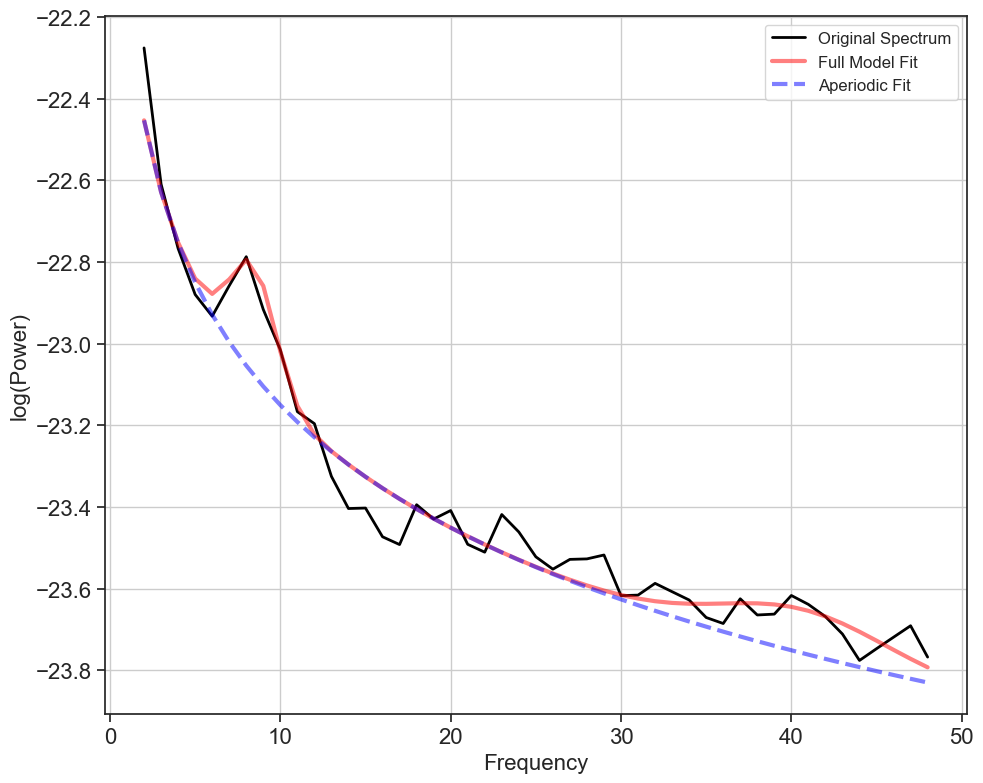 −22.2
−22.4
−22.6
−22.8
−23.0
−23.2
−23.4
−23.6
−23.8
log(Power)
Original Spectrum
Full Model Fit
Aperiodic Fit
0 10 20 30 40 50
Frequency